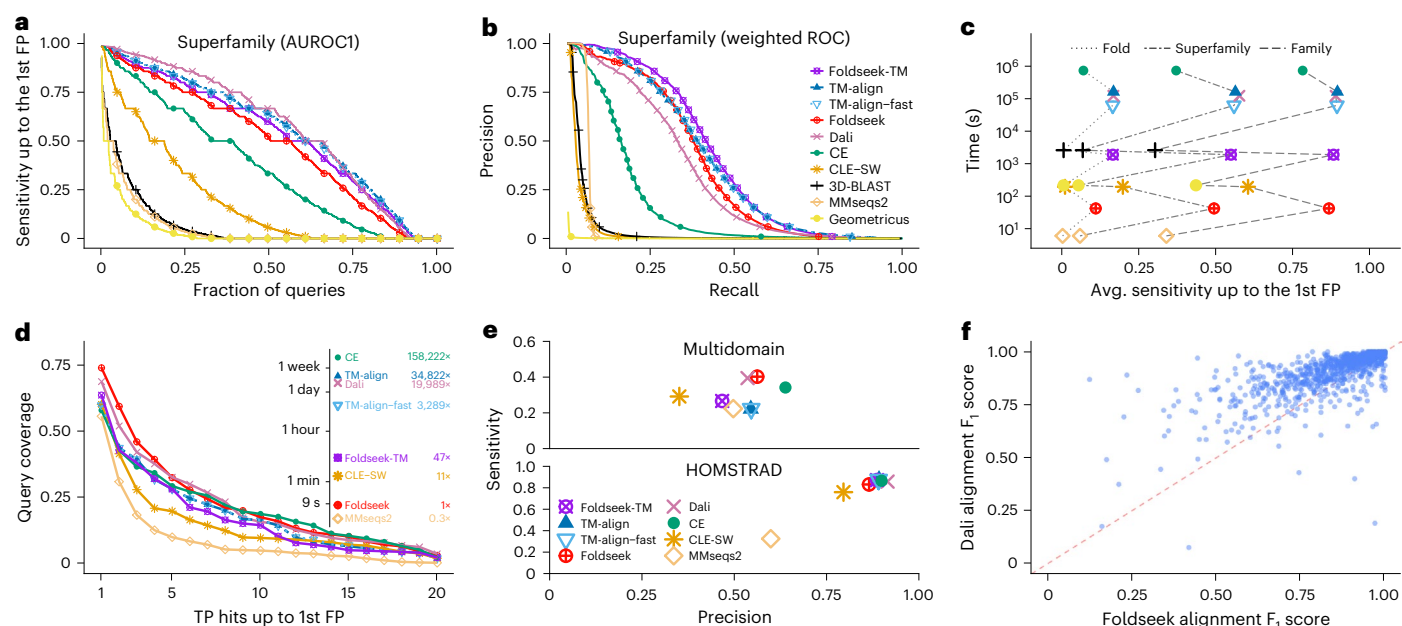 a
Superfamily (AUROC1)
Sensitivity up to the 1st FP
1.00
0.75
0.50
0.25
0
0
0.25
0.50
0.75
1.00
Fraction of queries
b
Superfamily (weighted ROC)
Precision
1.00
0.75
0.50
0.25
0
0
0.25
0.50
0.75
1.00
Recall
Foldseek-TM
TM-align
TM-align–fast
Foldseek
Dali
CE
CLE–SW
3D-BLAST
MMseqs2
Geometricus
c
Fold
Superfamily
Family
Time (s)
10⁶
10⁵
10⁴
10³
10²
10¹
0
0.25
0.50
0.75
1.00
Avg. sensitivity up to the 1st FP
d
Query coverage
0.75
0.50
0.25
0
1
5
10
15
20
TP hits up to 1st FP
1 week
1 day
1 hour
1 min
9 s
CE 158,222×
TM-align 34,822×
Dali 19,989×
TM-align–fast 3,289×
Foldseek-TM 47×
CLE–SW 11×
Foldseek 1×
MMseqs2 0.3×
e
Multidomain
Sensitivity
0.6
0.4
0.2
0
HOMSTRAD
1.0
0.8
0.6
0.4
0.2
0
Foldseek-TM
TM-align
TM-align–fast
Foldseek
Dali
CE
CLE–SW
MMseqs2
0
0.25
0.50
0.75
1.00
Precision
f
Dali alignment F₁ score
1.00
0.75
0.50
0.25
0
0
0.25
0.50
0.75
1.00
Foldseek alignment F₁ score